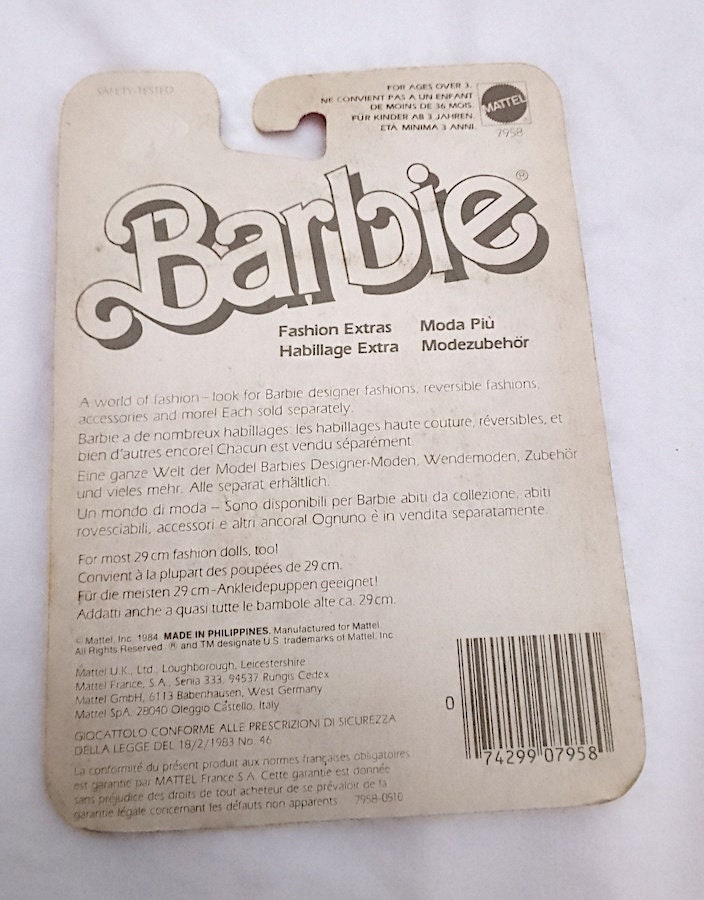 SAFETY-TESTED
FOR AGES OVER 3.
NE CONVIENT PAS A UN ENFANT
DE MOINS DE 36 MOIS.
FÜR KINDER AB 3 JAHREN.
ETÀ MINIMA 3 ANNI.
MATTEL
7958
Barbie®
Fashion Extras Moda Più
Habillage Extra Modezubehör
A world of fashion – look for Barbie designer fashions, reversible fashions,
accessories and more! Each sold separately.
Barbie a de nombreux habillages: les habillages haute couture, réversibles, et
bien d'autres encore! Chacun est vendu séparément.
Eine ganze Welt der Mode! Barbies Designer-Moden, Wendemoden, Zubehör
und vieles mehr. Alle separat erhältlich.
Un mondo di moda – Sono disponibili per Barbie abiti da collezione, abiti
rovesciabili, accessori e altri ancora! Ognuno è in vendita separatamente.
For most 29 cm fashion dolls, too!
Convient à la plupart des poupées de 29 cm.
Für die meisten 29 cm-Ankleidepuppen geeignet!
Addatti anche a quasi tutte le bambole alte ca. 29 cm.
© Mattel, Inc. 1984. MADE IN PHILIPPINES. Manufactured for Mattel.
All Rights Reserved. ® and TM designate U.S. trademarks of Mattel, Inc.
Mattel U.K., Ltd., Loughborough, Leicestershire
Mattel France, S.A., Senia 333, 94537 Rungis Cedex
Mattel GmbH, 6113 Babenhausen, West Germany
Mattel SpA, 28040 Oleggio Castello, Italy
GIOCATTOLO CONFORME ALLE PRESCRIZIONI DI SICUREZZA
DELLA LEGGE DEL 18/2/1983 No. 46
La conformité du présent produit aux normes françaises obligatoires
est garantie par MATTEL France S.A. Cette garantie est donnée
sans préjudice des droits de tout acheteur de se prévaloir de la
garantie légale concernant les défauts non apparents 7958-0510
0 74299 07958